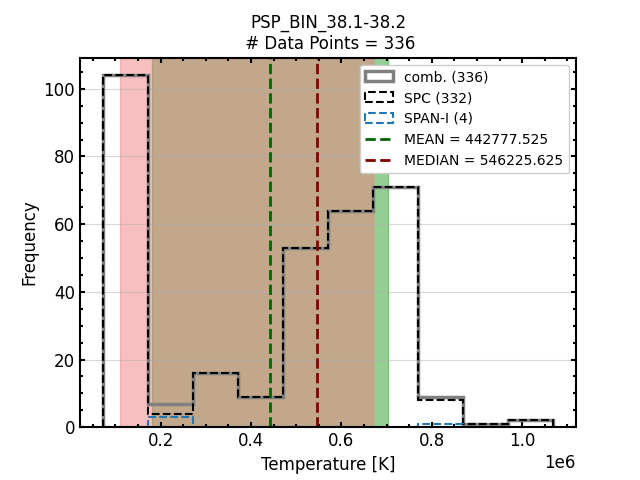 PSP_BIN_38.1-38.2
# Data Points = 336
comb. (336)
SPC (332)
SPAN-I (4)
MEAN = 442777.525
MEDIAN = 546225.625
Frequency
100
80
60
40
20
0
0.2 0.4 0.6 0.8 1.0
1e6
Temperature [K]